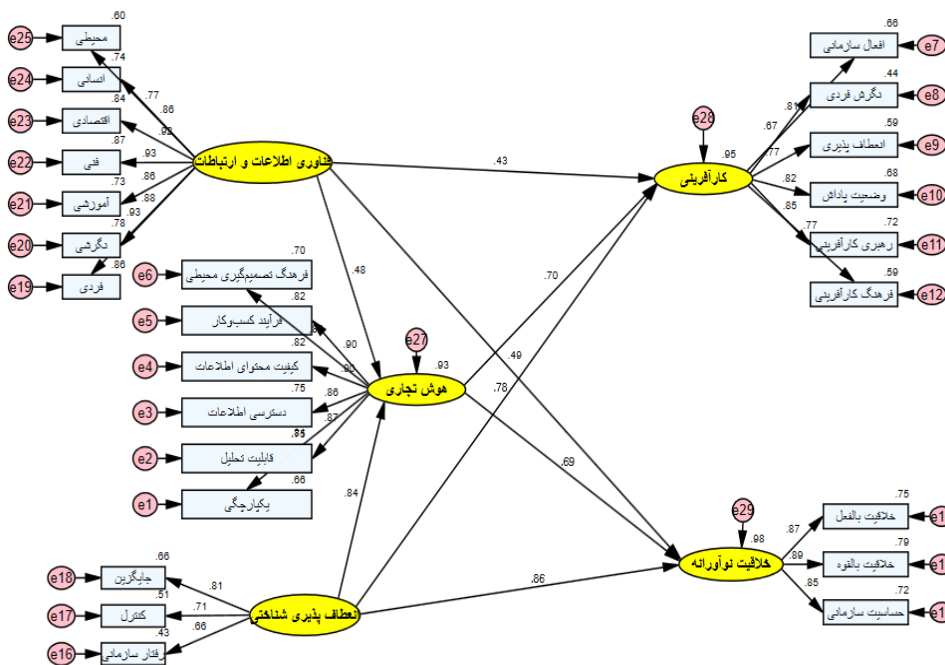 .60
e25 محیطی
.74
e24 انسانی
.77
.84
.86
e23 اقتصادی
.92
.87
e22 فنی
.93
.73
.86
e21 آموزشی
.88
.78
.93
e20 نگرشی
.86
e19 فردی
فناوری اطلاعات و ارتباطات
.43
.48
.49
.70
e6 فرهنگ تصمیم‌گیری محیطی
.82
e5 فرآیند کسب‌وکار
.90
.82
e4 کیفیت محتوای اطلاعات
.75
.86
e3 دسترسی اطلاعات
.87
e2 قابلیت تحلیل
.66
e1 یکپارچگی
e27
.93
هوش تجاری
.70
.78
.69
.84
.66
e18 جایگزین
.81
.51
e17 کنترل
.71
.43
.66
e16 رفتار سازمانی
انعطاف پذیری شناختی
.86
e28
.95
کارآفرینی
.66
افعال سازمانی e7
.44
.81
نگرش فردی e8
.67
.59
.77
انعطاف پذیری e9
.68
.82
وضعیت پاداش e10
.85
.72
رهبری کارآفرینی e11
.77
.59
فرهنگ کارآفرینی e12
e29
.98
خلاقیت نوآورانه
.75
.87
خلاقیت بالفعل
.79
.89
خلاقیت بالقوه
.72
.85
حساسیت سازمانی